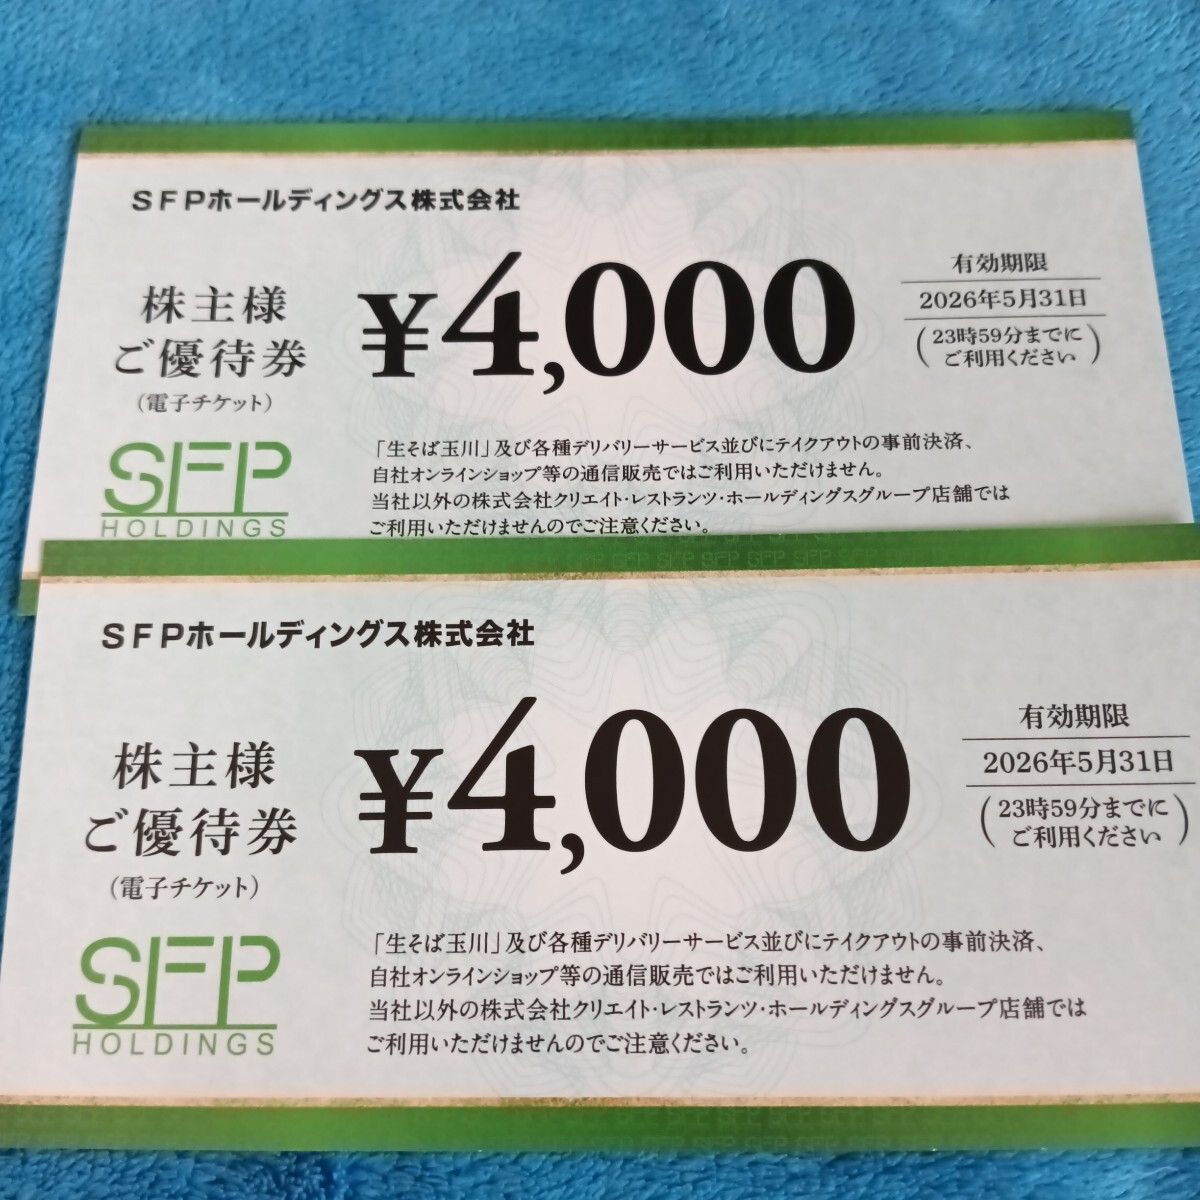 SFPホールディングス株式会社
株主様
ご優待券
（電子チケット）
¥4,000
有効期限
2026年5月31日
（23時59分までに
ご利用ください）
SFP
HOLDINGS
「生そば玉川」及び各種デリバリーサービス並びにテイクアウトの事前決済、
自社オンラインショップ等の通信販売ではご利用いただけません。
当社以外の株式会社クリエイト・レストランツ・ホールディングスグループ店舗では
ご利用いただけませんのでご注意ください。
SFPホールディングス株式会社
株主様
ご優待券
（電子チケット）
¥4,000
有効期限
2026年5月31日
（23時59分までに
ご利用ください）
SFP
HOLDINGS
「生そば玉川」及び各種デリバリーサービス並びにテイクアウトの事前決済、
自社オンラインショップ等の通信販売ではご利用いただけません。
当社以外の株式会社クリエイト・レストランツ・ホールディングスグループ店舗では
ご利用いただけませんのでご注意ください。